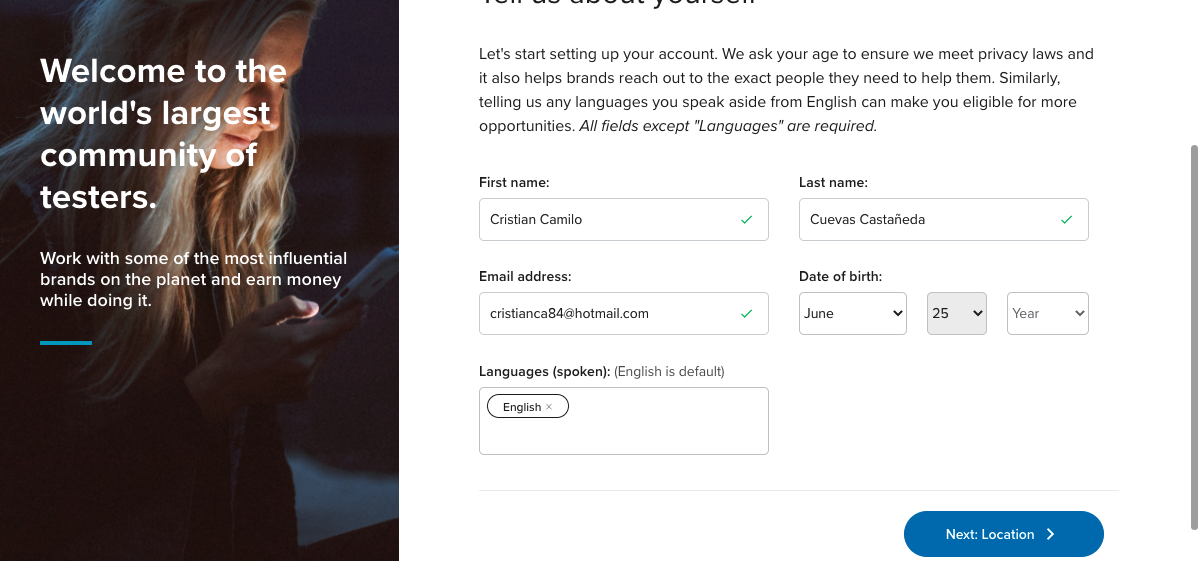 Welcome to the
world's largest
community of
testers.
Work with some of the most influential
brands on the planet and earn money
while doing it.
Tell us about yourself
Let's start setting up your account. We ask your age to ensure we meet privacy laws and
it also helps brands reach out to the exact people they need to help them. Similarly,
telling us any languages you speak aside from English can make you eligible for more
opportunities. All fields except "Languages" are required.
First name:
Last name:
Cristian Camilo
Cuevas Castañeda
Email address:
Date of birth:
cristianca84@hotmail.com
June
25
Year
Languages (spoken): (English is default)
English ×
Next: Location